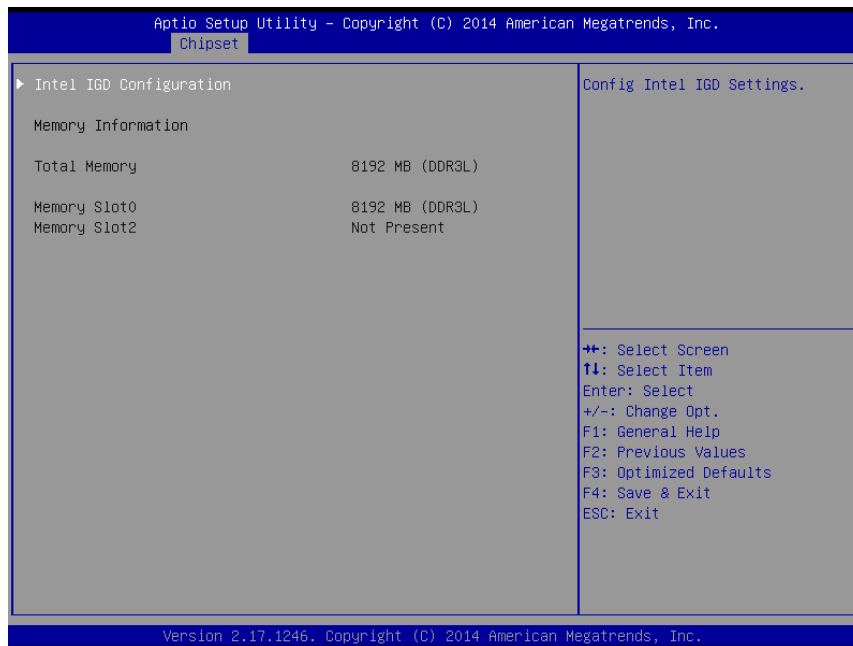 Aptio Setup Utility – Copyright (C) 2014 American Megatrends, Inc.
Chipset
Intel IGD Configuration
Memory Information
Total Memory 8192 MB (DDR3L)
Memory Slot0 8192 MB (DDR3L)
Memory Slot2 Not Present
Config Intel IGD Settings.
→←: Select Screen
↑↓: Select Item
Enter: Select
+/-: Change Opt.
F1: General Help
F2: Previous Values
F3: Optimized Defaults
F4: Save & Exit
ESC: Exit
Version 2.17.1246. Copyright (C) 2014 American Megatrends, Inc.